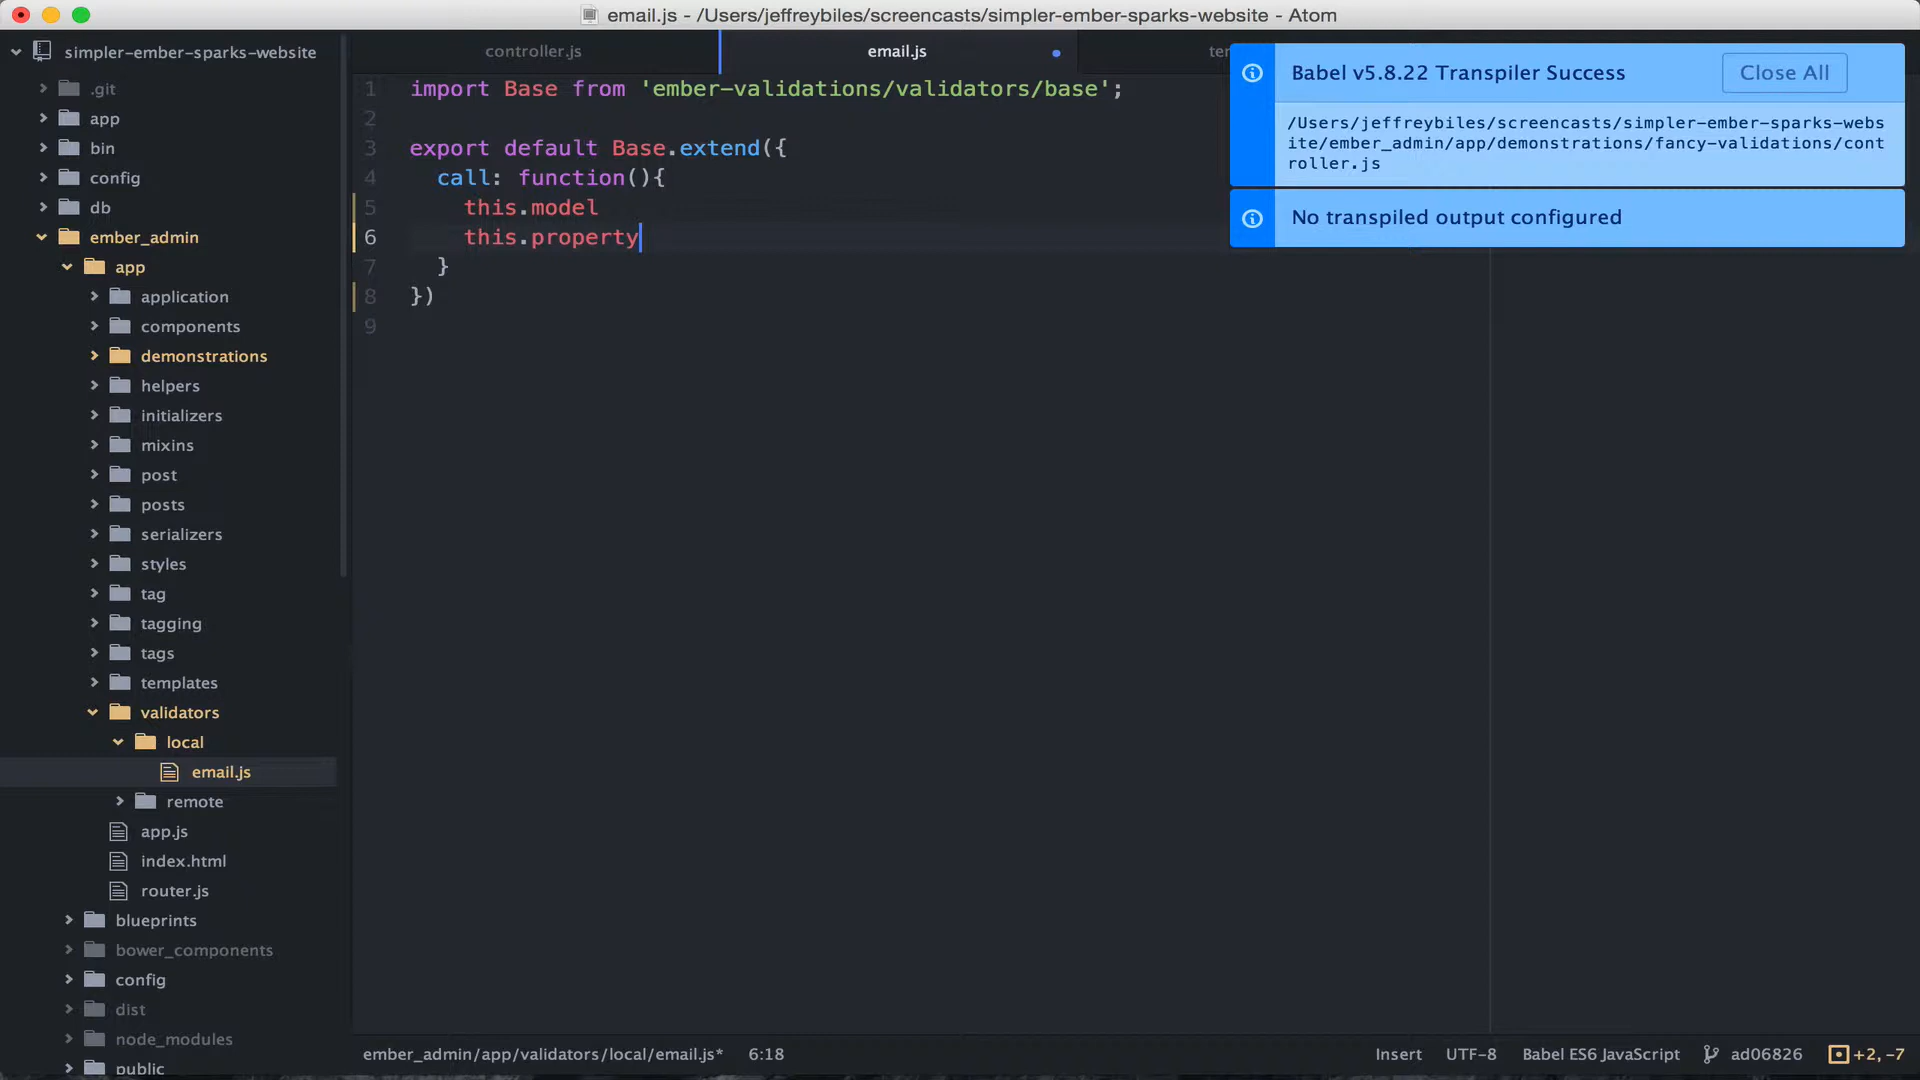 email.js - /Users/jeffreybiles/screencasts/simpler-ember-sparks-website - Atom
simpler-ember-sparks-website
.git
app
bin
config
db
ember_admin
app
application
components
demonstrations
helpers
initializers
mixins
post
posts
serializers
styles
tag
tagging
tags
templates
validators
local
email.js
remote
app.js
index.html
router.js
blueprints
bower_components
config
dist
node_modules
public
controller.js
email.js
1 import Base from 'ember-validations/validators/base';
2
3 export default Base.extend({
4 call: function(){
5 this.model
6 this.property
7 }
8 })
9
Babel v5.8.22 Transpiler Success
Close All
/Users/jeffreybiles/screencasts/simpler-ember-sparks-webs
ite/ember_admin/app/demonstrations/fancy-validations/cont
roller.js
No transpiled output configured
ember_admin/app/validators/local/email.js* 6:18
Insert UTF-8 Babel ES6 JavaScript ad06826 +2, -7